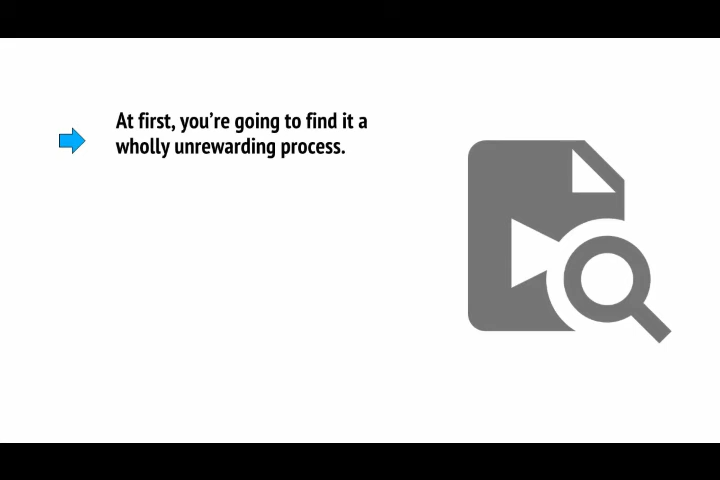 At first, you’re going to find it a
wholly unrewarding process.